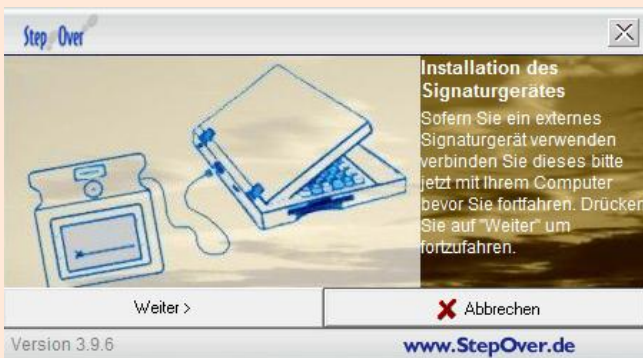 Step Over
Installation des
Signaturgerätes
Sofern Sie ein externes
Signaturgerät verwenden
verbinden Sie dieses bitte
jetzt mit Ihrem Computer
bevor Sie fortfahren. Drücken
Sie auf "Weiter" um
fortzufahren.
Weiter >
Abbrechen
Version 3.9.6
www.StepOver.de